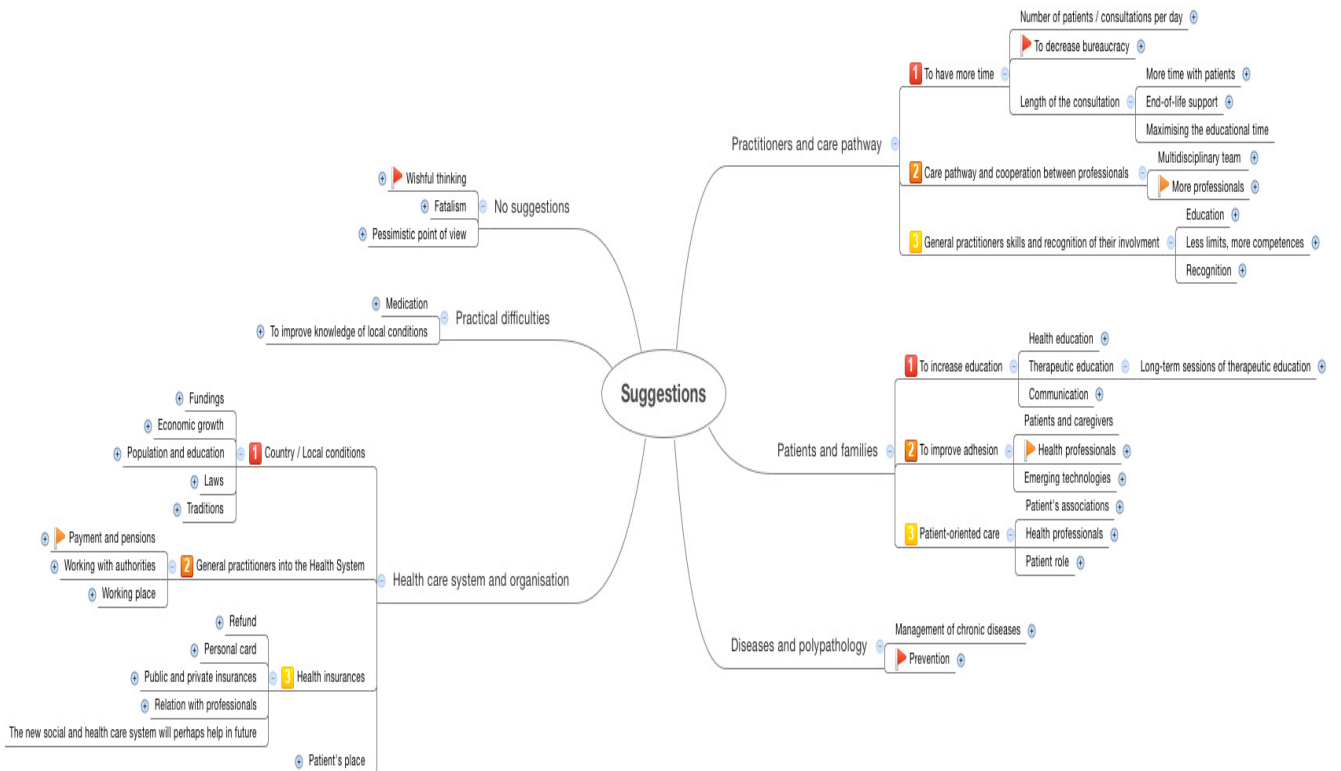 Suggestions
Practitioners and care pathway
1 To have more time
Number of patients / consultations per day
To decrease bureaucracy
Length of the consultation
More time with patients
End-of-life support
Maximising the educational time
2 Care pathway and cooperation between professionals
Multidisciplinary team
More professionals
3 General practitioners skills and recognition of their involvment
Education
Less limits, more competences
Recognition
Patients and families
1 To increase education
Health education
Therapeutic education
Long-term sessions of therapeutic education
Communication
2 To improve adhesion
Patients and caregivers
Health professionals
Emerging technologies
3 Patient-oriented care
Patient's associations
Health professionals
Patient role
Diseases and polypathology
Management of chronic diseases
Prevention
No suggestions
Wishful thinking
Fatalism
Pessimistic point of view
Practical difficulties
Medication
To improve knowledge of local conditions
Health care system and organisation
1 Country / Local conditions
Fundings
Economic growth
Population and education
Laws
Traditions
2 General practitioners into the Health System
Payment and pensions
Working with authorities
Working place
3 Health insurances
Refund
Personal card
Public and private insurances
Relation with professionals
The new social and health care system will perhaps help in future
Patient's place